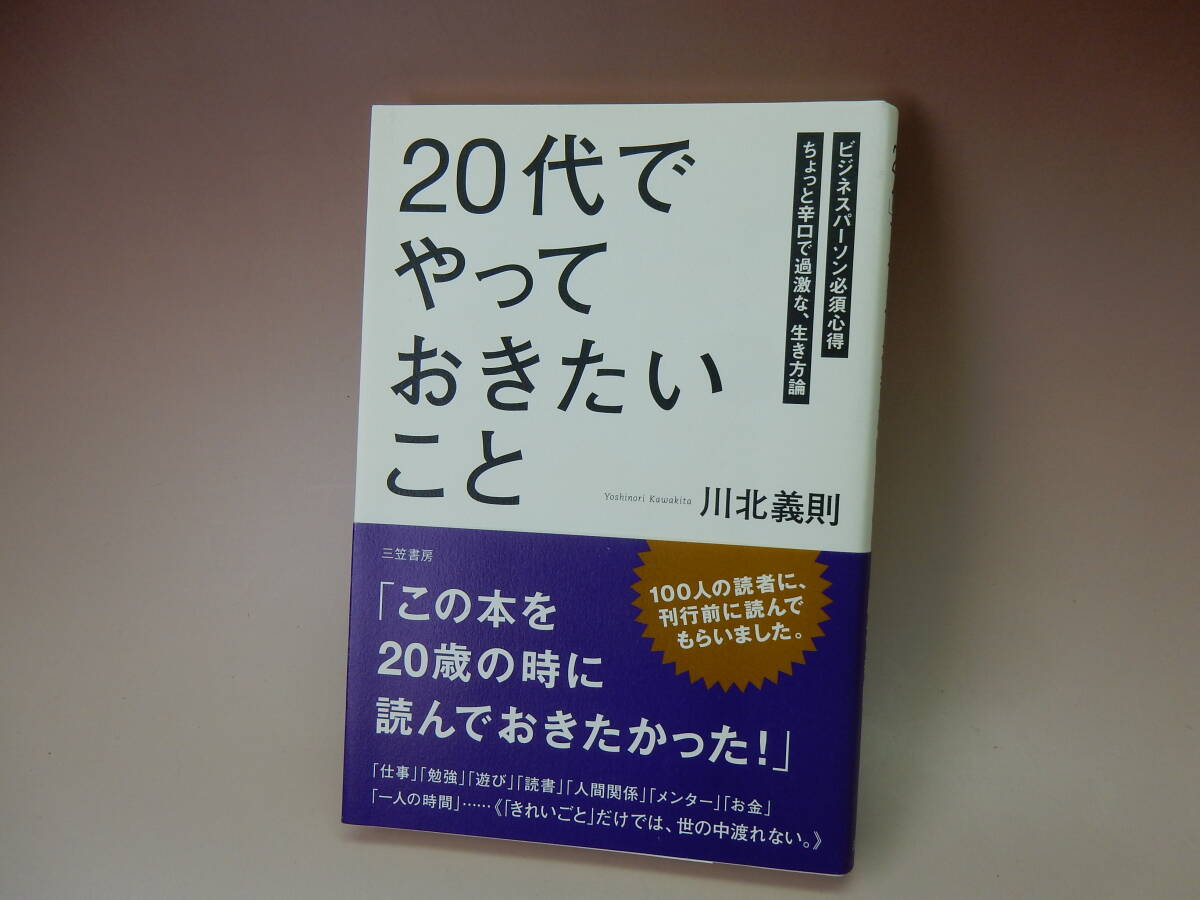 20代で
やって
おきたい
こと
ビジネスパーソン必須心得
ちょっと辛口で過激な、生き方論
Yoshinori Kawakita 川北義則
三笠書房
「この本を
20歳の時に
読んでおきたかった!」
100人の読者に、
刊行前に読んで
もらいました。
「仕事」「勉強」「遊び」「読書」「人間関係」「メンター」「お金」
「一人の時間」……《「きれいごと」だけでは、世の中渡れない。》